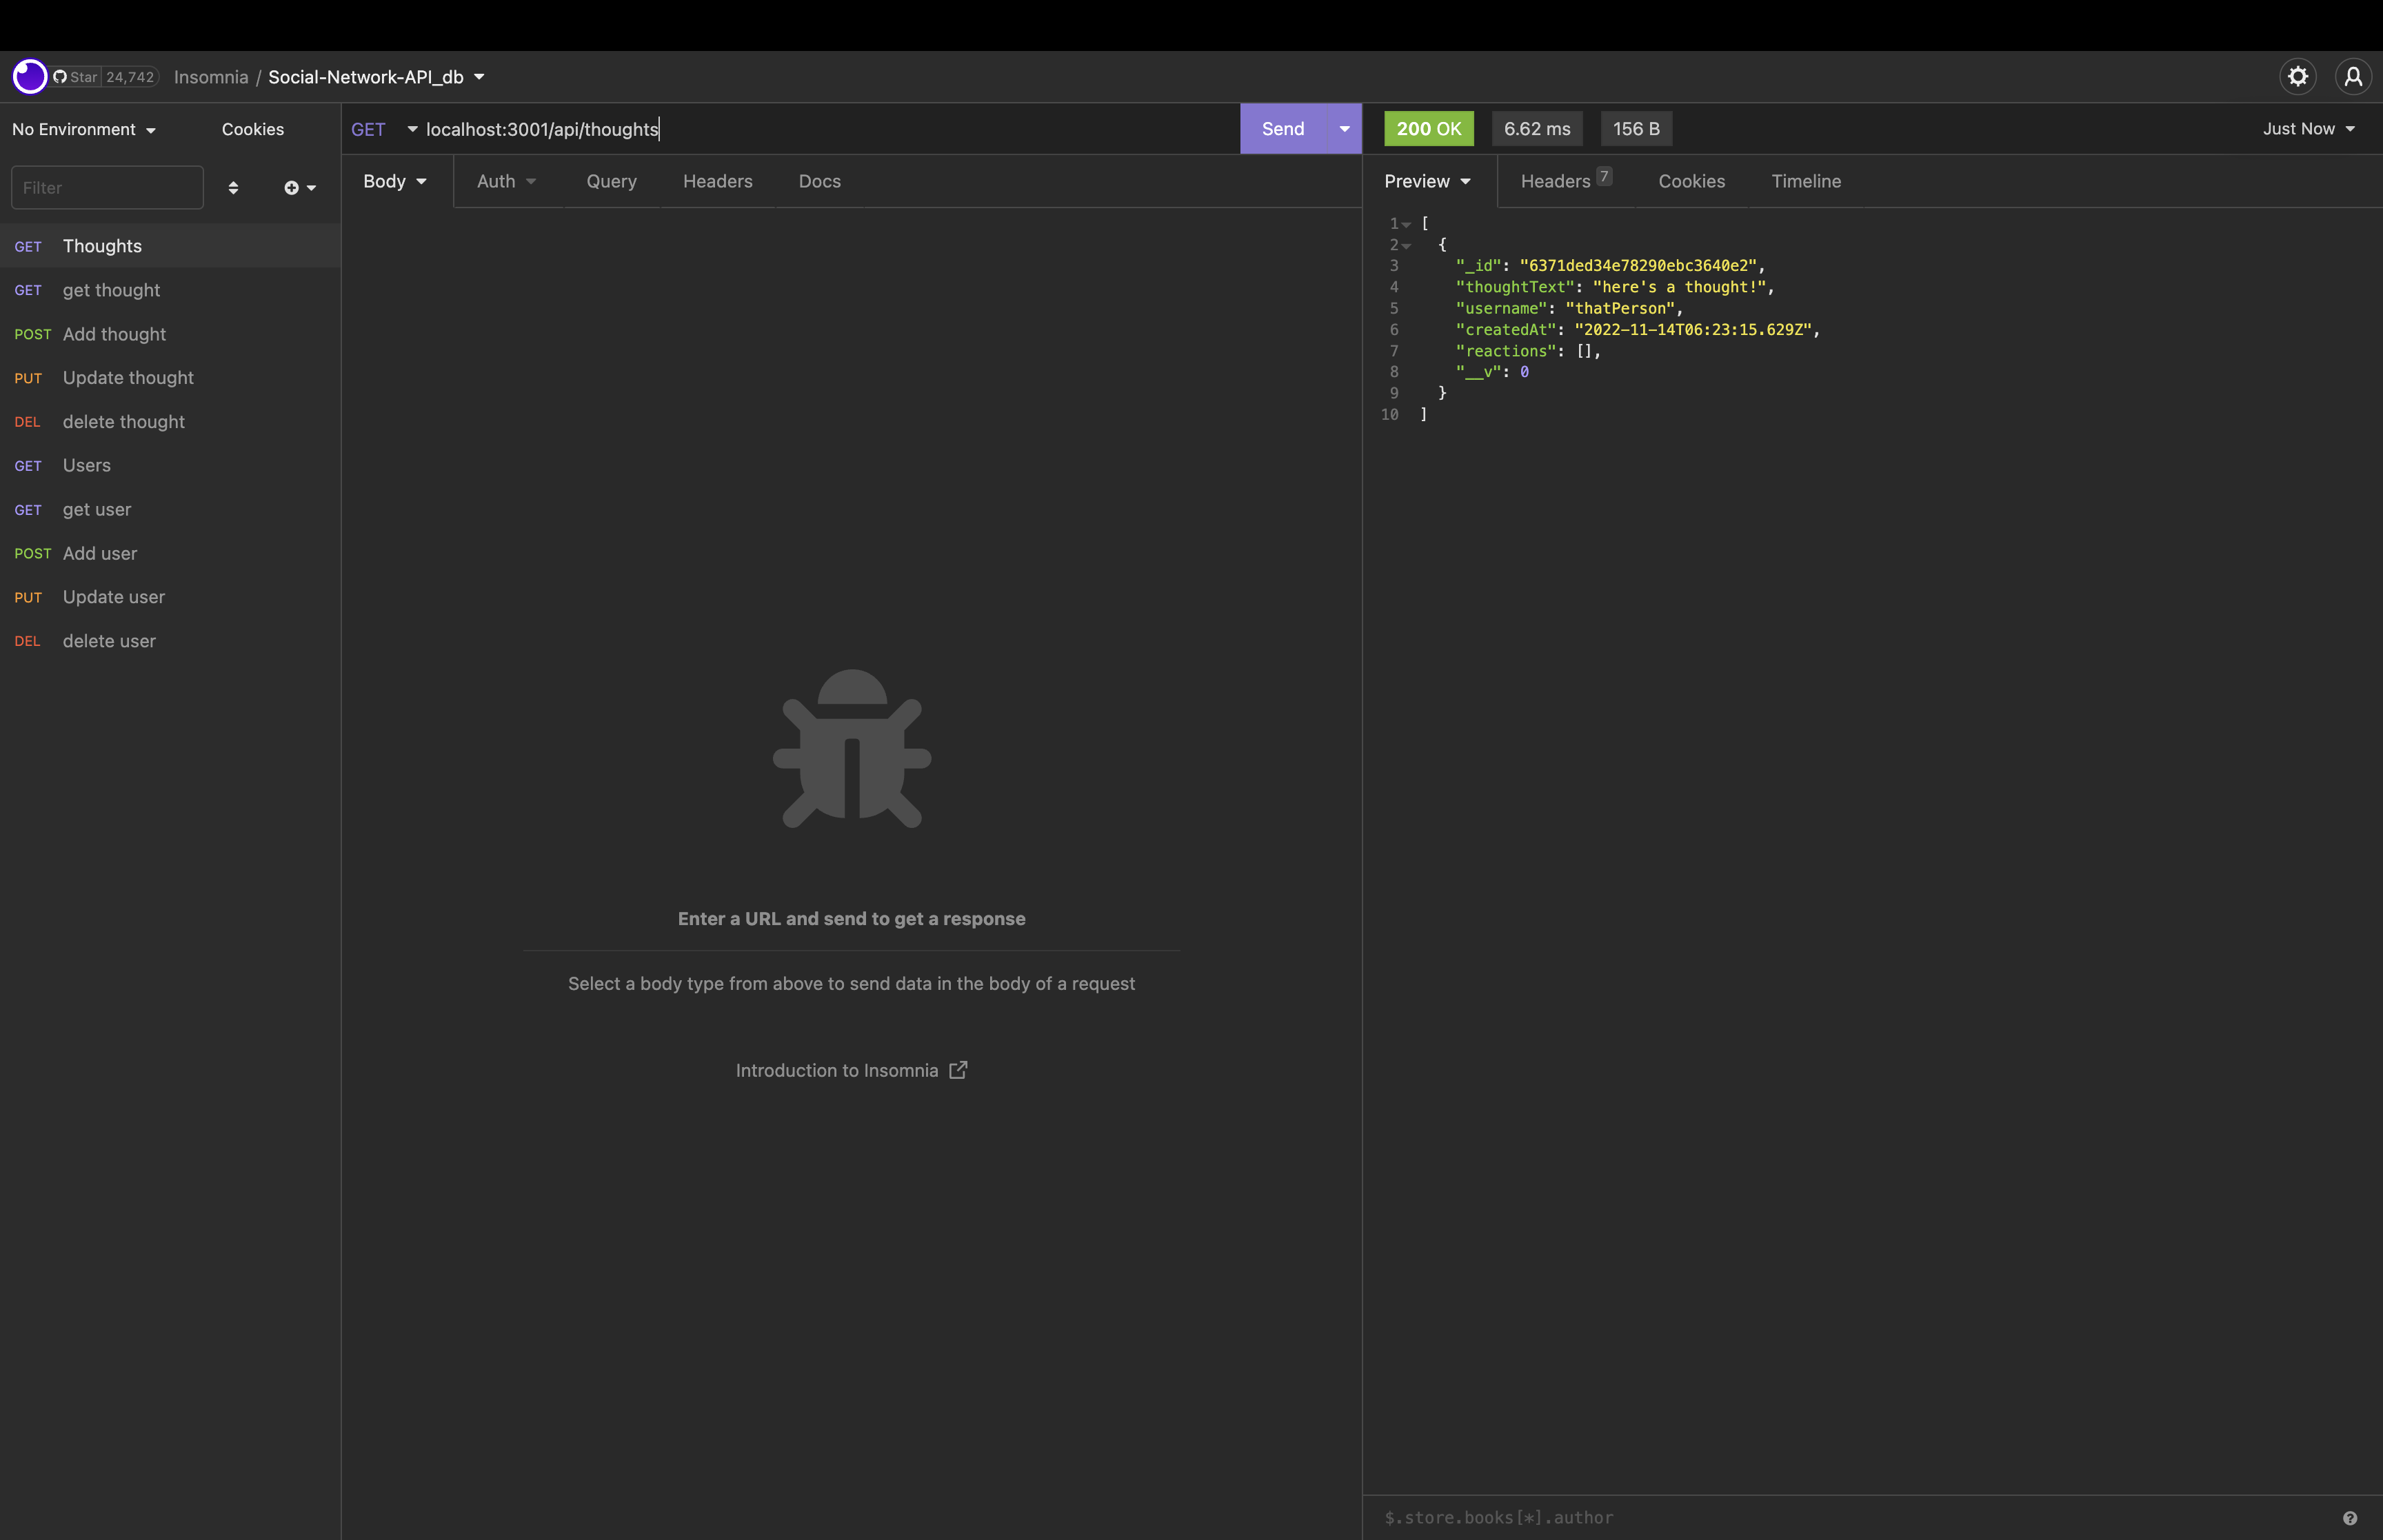 Star 24,742 Insomnia / Social-Network-API_db
No Environment Cookies
Filter
GET Thoughts
GET get thought
POST Add thought
PUT Update thought
DEL delete thought
GET Users
GET get user
POST Add user
PUT Update user
DEL delete user
GET localhost:3001/api/thoughts Send
Body Auth Query Headers Docs
Enter a URL and send to get a response
Select a body type from above to send data in the body of a request
Introduction to Insomnia
200 OK 6.62 ms 156 B Just Now
Preview Headers 7 Cookies Timeline
1 [
2 {
3 "_id": "6371ded34e78290ebc3640e2",
4 "thoughtText": "here's a thought!",
5 "username": "thatPerson",
6 "createdAt": "2022-11-14T06:23:15.629Z",
7 "reactions": [],
8 "__v": 0
9 }
10 ]
$.store.books[*].author